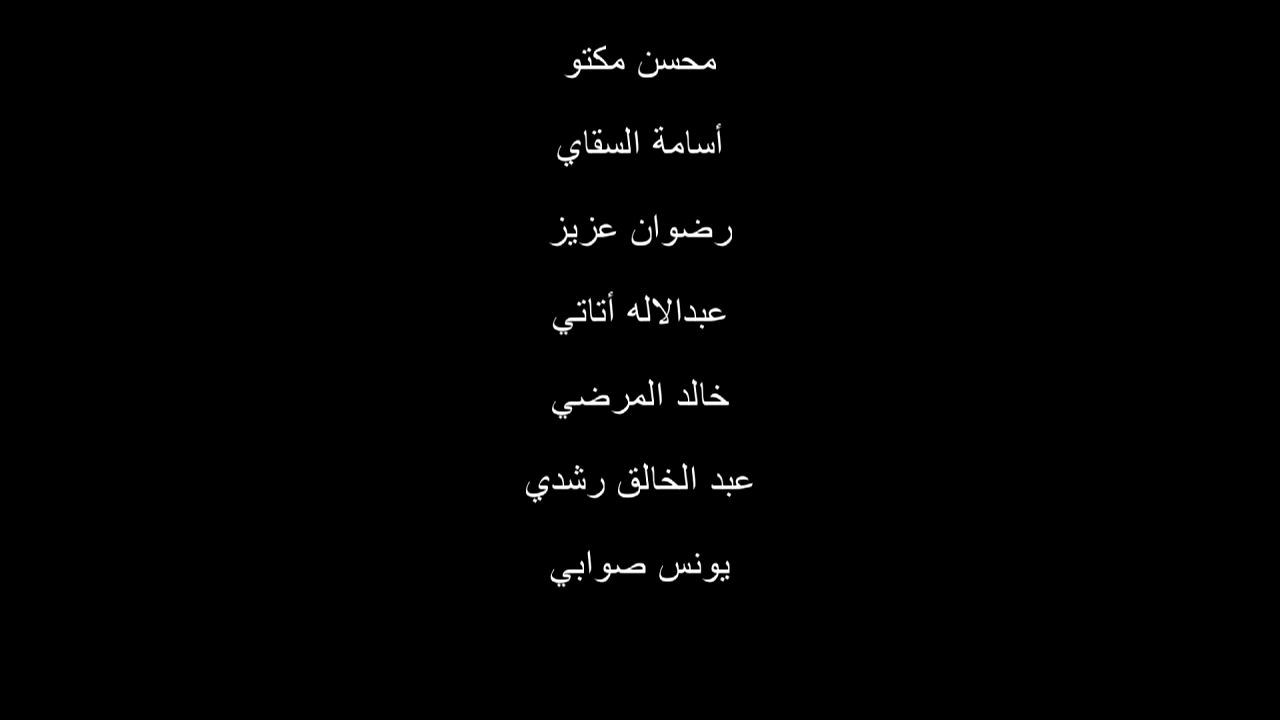 محسن مكتو
أسامة السقاي
رضوان عزيز
عبدالاله أتاتي
خالد المرضي
عبد الخالق رشدي
يونس صوابي